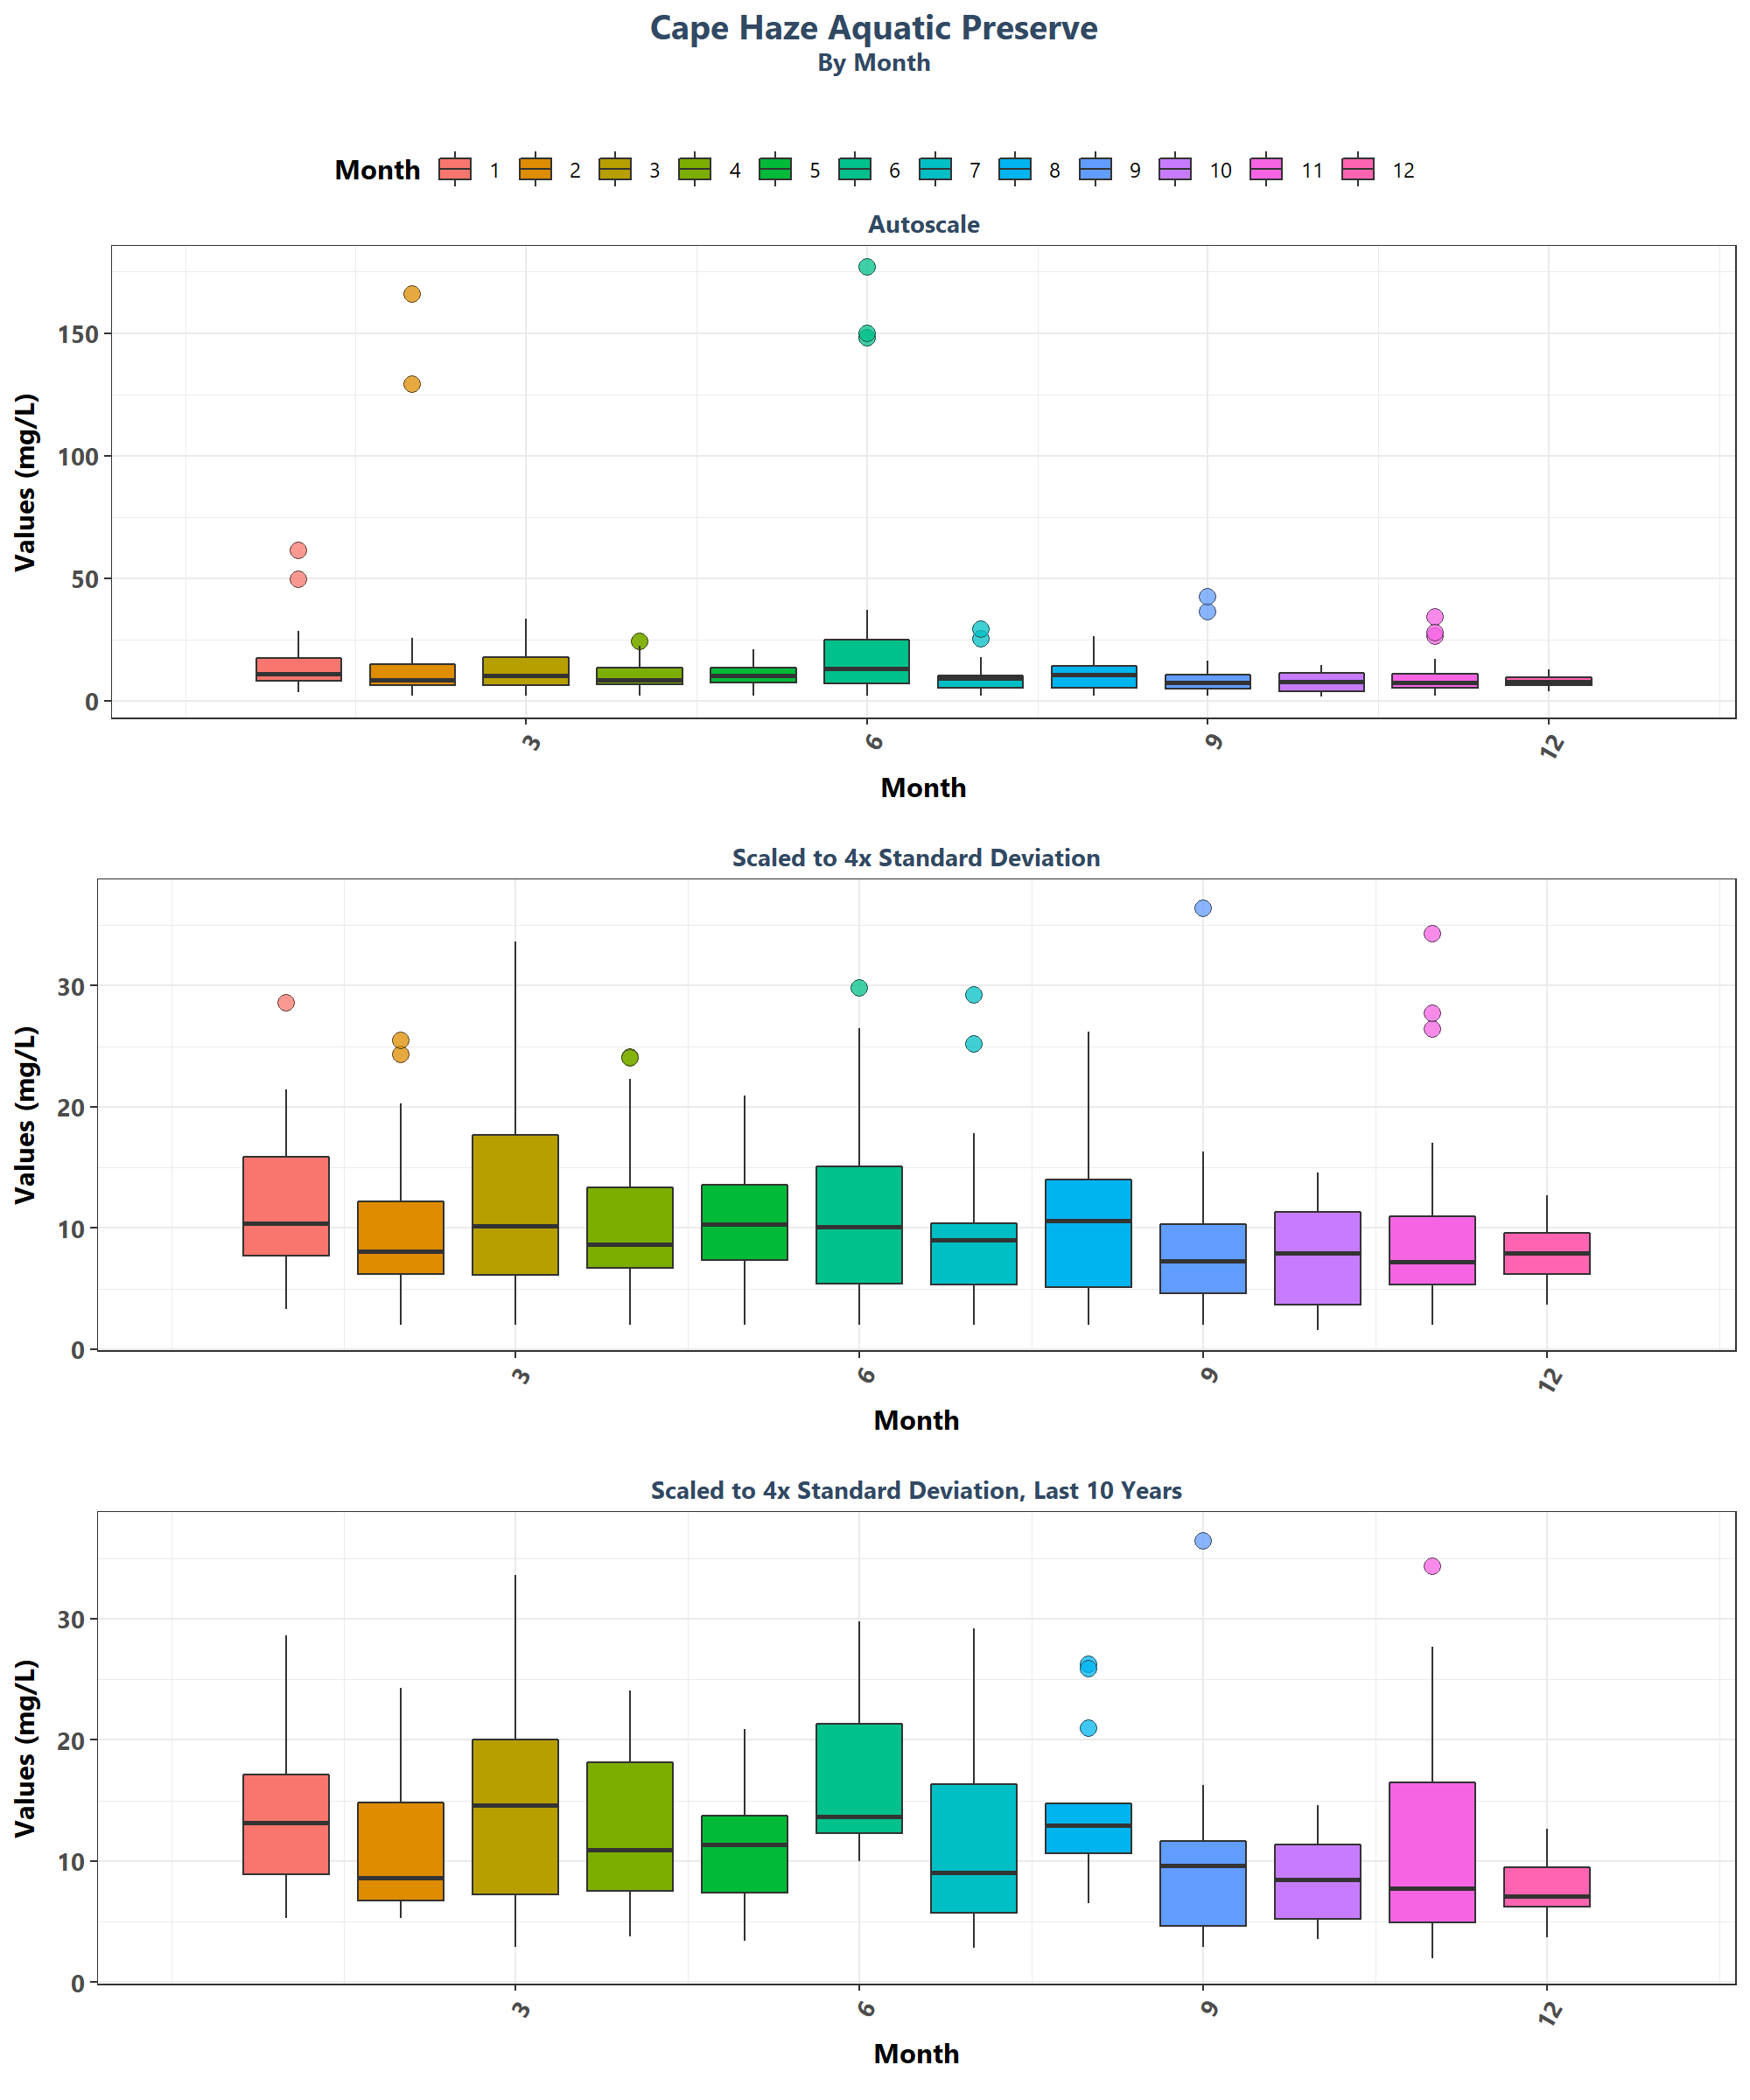 Cape Haze Aquatic Preserve
By Month
Month 1 2 3 4 5 6 7 8 9 10 11 12
Autoscale
Values (mg/L)
150
100
50
0
3 6 9 12
Month
Scaled to 4x Standard Deviation
Values (mg/L)
30
20
10
0
3 6 9 12
Month
Scaled to 4x Standard Deviation, Last 10 Years
Values (mg/L)
30
20
10
0
3 6 9 12
Month